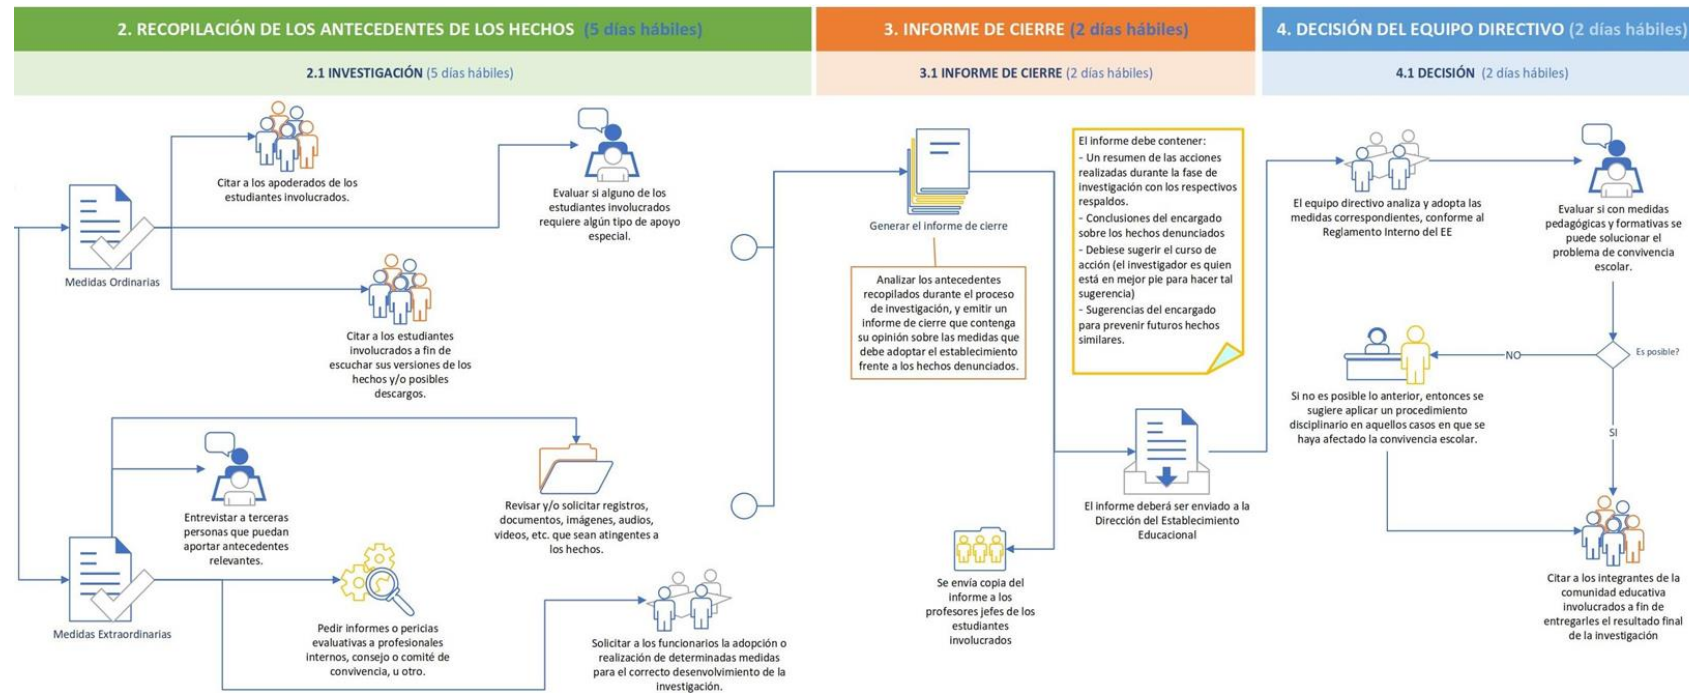 2. RECOPILACIÓN DE LOS ANTECEDENTES DE LOS HECHOS (5 días hábiles)
2.1 INVESTIGACIÓN (5 días hábiles)
Citar a los apoderados de los
estudiantes involucrados.
Evaluar si alguno de los
estudiantes involucrados
requiere algún tipo de apoyo
especial.
Medidas Ordinarias
Citar a los estudiantes
involucrados a fin de
escuchar sus versiones de los
hechos y/o posibles
descargos.
Entrevistar a terceras
personas que puedan
aportar antecedentes
relevantes.
Revisar y/o solicitar registros,
documentos, imágenes, audios,
videos, etc. que sean atingentes a
los hechos.
Medidas Extraordinarias
Pedir informes o pericias
evaluativas a profesionales
internos, consejo o comité de
convivencia, u otro.
Solicitar a los funcionarios la adopción o
realización de determinadas medidas
para el correcto desenvolvimiento de la
investigación.
3. INFORME DE CIERRE (2 días hábiles)
3.1 INFORME DE CIERRE (2 días hábiles)
Generar el informe de cierre
Analizar los antecedentes
recopilados durante el proceso
de investigación, y emitir un
informe de cierre que contenga
su opinión sobre las medidas que
debe adoptar el establecimiento
frente a los hechos denunciados.
El informe debe contener:
- Un resumen de las acciones
realizadas durante la fase de
investigación con los respectivos
respaldos.
- Conclusiones del encargado
sobre los hechos denunciados
- Debiese sugerir el curso de
acción (el investigador es quien
está en mejor pie para hacer tal
sugerencia)
- Sugerencias del encargado
para prevenir futuros hechos
similares.
El informe deberá ser enviado a la
Dirección del Establecimiento
Educacional
Se envía copia del
informe a los
profesores jefes de los
estudiantes
involucrados
4. DECISIÓN DEL EQUIPO DIRECTIVO (2 días hábiles)
4.1 DECISIÓN (2 días hábiles)
El equipo directivo analiza y adopta las
medidas correspondientes, conforme al
Reglamento Interno del EE
Evaluar si con medidas
pedagógicas y formativas se
puede solucionar el
problema de convivencia
escolar.
Es posible?
NO
Si no es posible lo anterior, entonces se
sugiere aplicar un procedimiento
disciplinario en aquellos casos en que se
haya afectado la convivencia escolar.
SI
Citar a los integrantes de la
comunidad educativa
involucrados a fin de
entregarles el resultado final
de la investigación